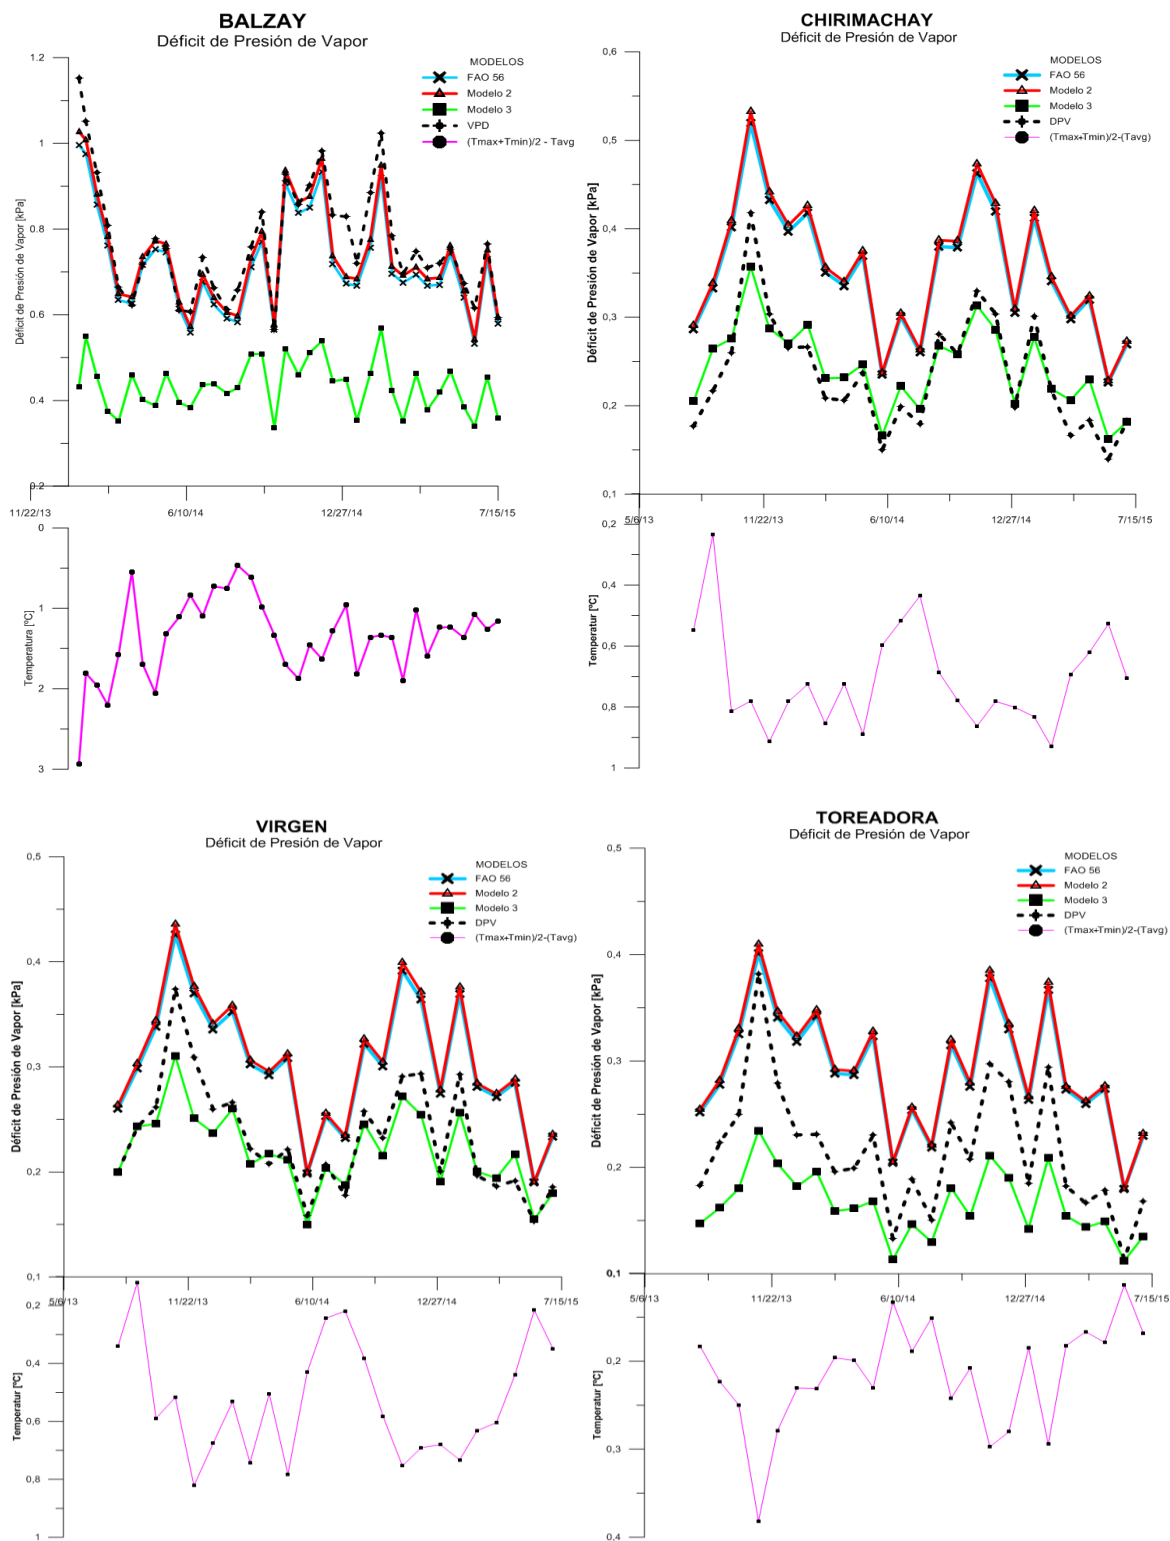 BALZAY
Déficit de Presión de Vapor
MODELOS
FAO 56
Modelo 2
Modelo 3
VPD
(Tmax+Tmin)/2 - Tavg
Déficit de Presión de Vapor [kPa]
1.2
1
0.8
0.6
0.4
0.2
11/22/13
6/10/14
12/27/14
7/15/15
Temperatura [ºC]
0
1
2
3
CHIRIMACHAY
Déficit de Presión de Vapor
MODELOS
FAO 56
Modelo 2
Modelo 3
DPV
(Tmax+Tmin)/2-(Tavg)
Déficit de Presión de Vapor [kPa]
0,6
0,5
0,4
0,3
0,2
0,1
5/6/13
11/22/13
6/10/14
12/27/14
7/15/15
Temperatur [ºC]
0,2
0,4
0,6
0,8
1
VIRGEN
Déficit de Presión de Vapor
MODELOS
FAO 56
Modelo 2
Modelo 3
DPV
(Tmax+Tmin)/2-(Tavg)
Déficit de Presión de Vapor [kPa]
0,5
0,4
0,3
0,2
0,1
5/6/13
11/22/13
6/10/14
12/27/14
7/15/15
Temperatur [ºC]
0,2
0,4
0,6
0,8
1
TOREADORA
Déficit de Presión de Vapor
MODELOS
FAO 56
Modelo 2
Modelo 3
DPV
(Tmax+Tmin)/2-(Tavg)
Déficit de Presión de Vapor [kPa]
0,5
0,4
0,3
0,2
0,1
5/6/13
11/22/13
6/10/14
12/27/14
7/15/15
Temperatur [ºC]
0,2
0,3
0,4